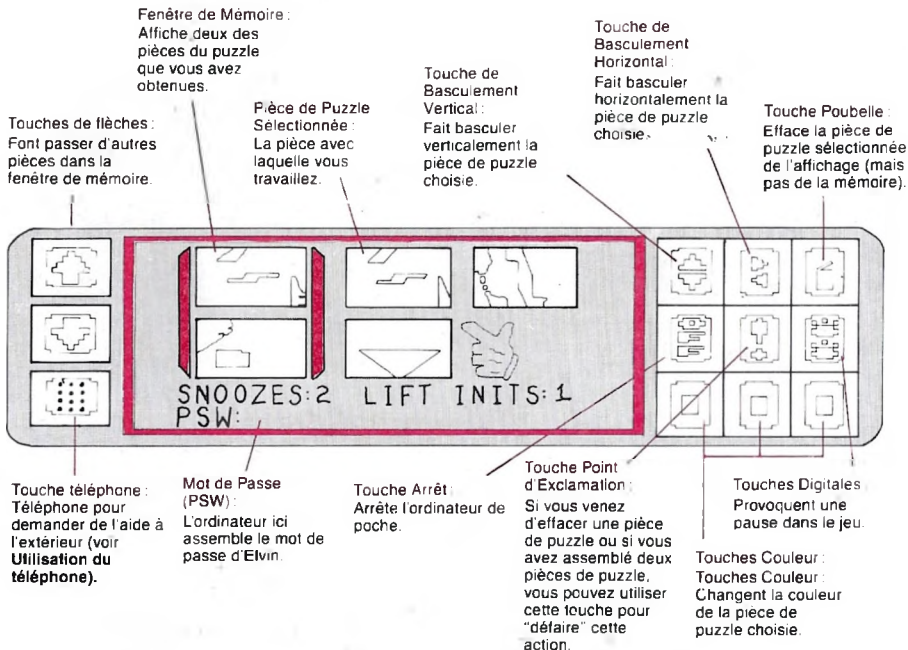 Fenêtre de Mémoire :
Affiche deux des
pièces du puzzle
que vous avez
obtenues.
Touches de flèches :
Font passer d'autres
pièces dans la
fenêtre de mémoire.
Pièce de Puzzle
Sélectionnée :
La pièce avec
laquelle vous
travaillez.
Touche de
Basculement
Vertical :
Fait basculer
verticalement la
pièce de puzzle
choisie.
Touche de
Basculement
Horizontal :
Fait basculer
horizontalement la
pièce de puzzle
choisie.
Touche Poubelle :
Efface la pièce de
puzzle sélectionnée
de l'affichage (mais
pas de la mémoire).
OFF
SNOOZES:2 LIFT INITS:1
PSW:
Touche téléphone :
Téléphone pour
demander de l'aide à
l'extérieur (voir
Utilisation du
téléphone).
Mot de Passe
(PSW) :
L'ordinateur ici
assemble le mot de
passe d'Elvin.
Touche Arrêt :
Arrête l'ordinateur de
poche.
Touche Point
d'Exclamation :
Si vous venez
d'effacer une pièce
de puzzle ou si vous
avez assemblé deux
pièces de puzzle,
vous pouvez utiliser
cette touche pour
"défaire" cette
action.
Touches Digitales :
Provoquent une
pause dans le jeu.
Touches Couleur :
Touches Couleur :
Changent la couleur
de la pièce de
puzzle choisie.